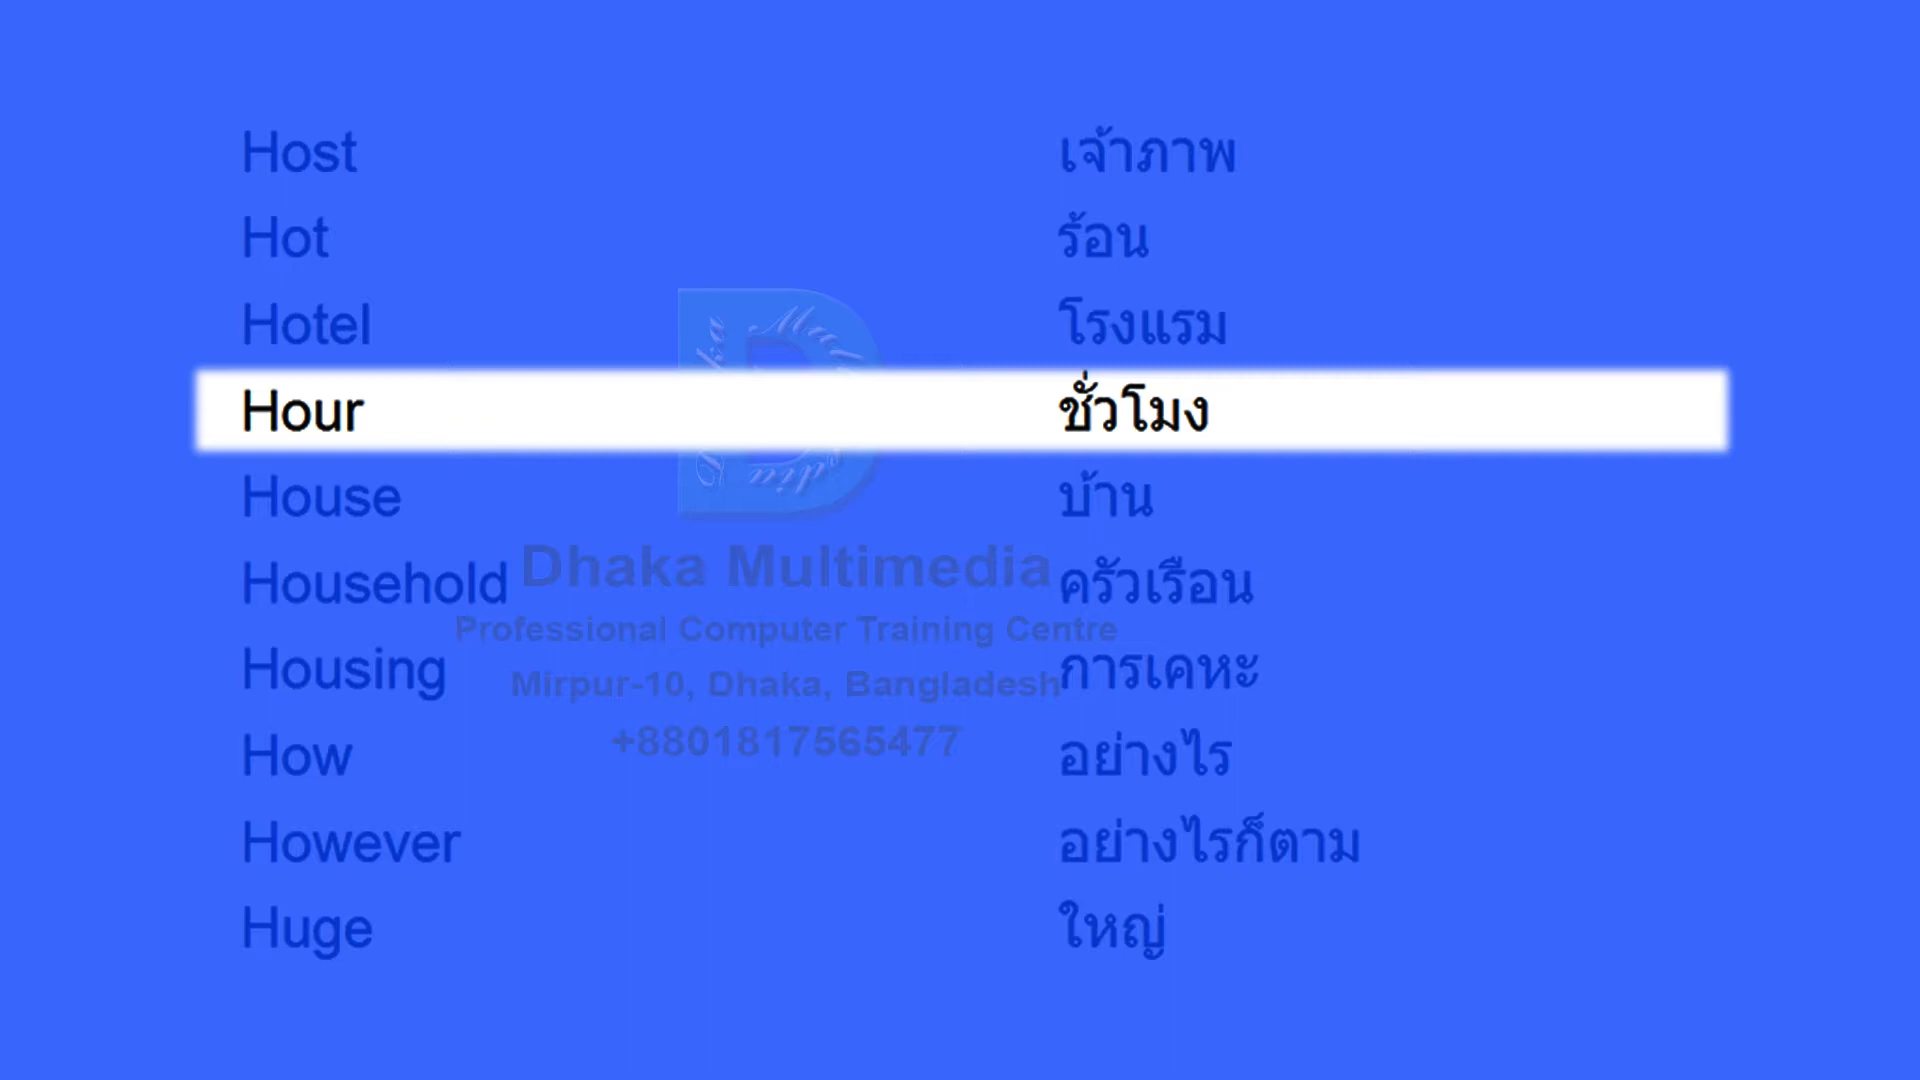 Host เจ้าภาพ
Hot ร้อน
Hotel โรงแรม
Hour ชั่วโมง
House บ้าน
Dhaka Multimedia
Household ครัวเรือน
Professional Computer Training Centre
Housing การเคหะ
Mirpur-10, Dhaka, Bangladesh
+8801817565477
How อย่างไร
However อย่างไรก็ตาม
Huge ใหญ่